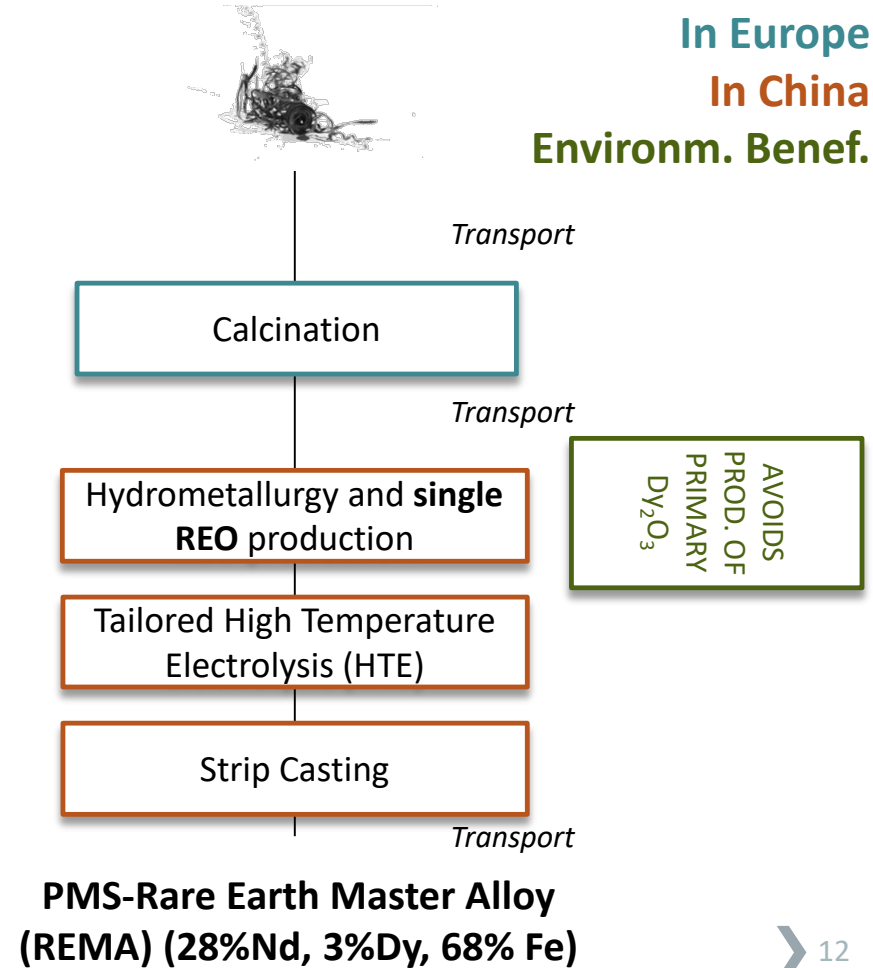 In Europe
In China
Environm. Benef.
Transport
Calcination
Transport
Hydrometallurgy and single
REO production
AVOIDS
PROD. OF
PRIMARY
Dy₂O₃
Tailored High Temperature
Electrolysis (HTE)
Strip Casting
Transport
PMS-Rare Earth Master Alloy
(REMA) (28%Nd, 3%Dy, 68% Fe)
12